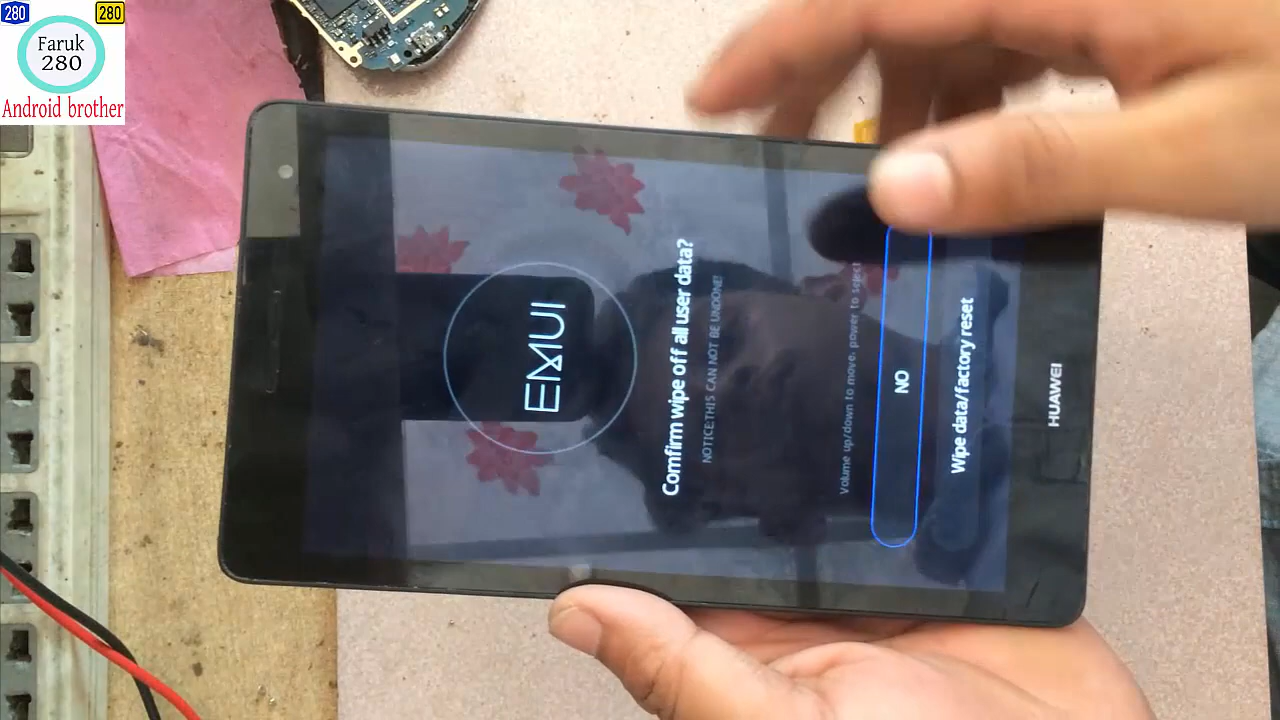 280
280
Faruk
280
Android brother
EMUI
Comfirm wipe off all user data?
NOTICE:THIS CAN NOT BE UNDONE!
Volume up/down to move, power to select
NO
Wipe data/factory reset
HUAWEI